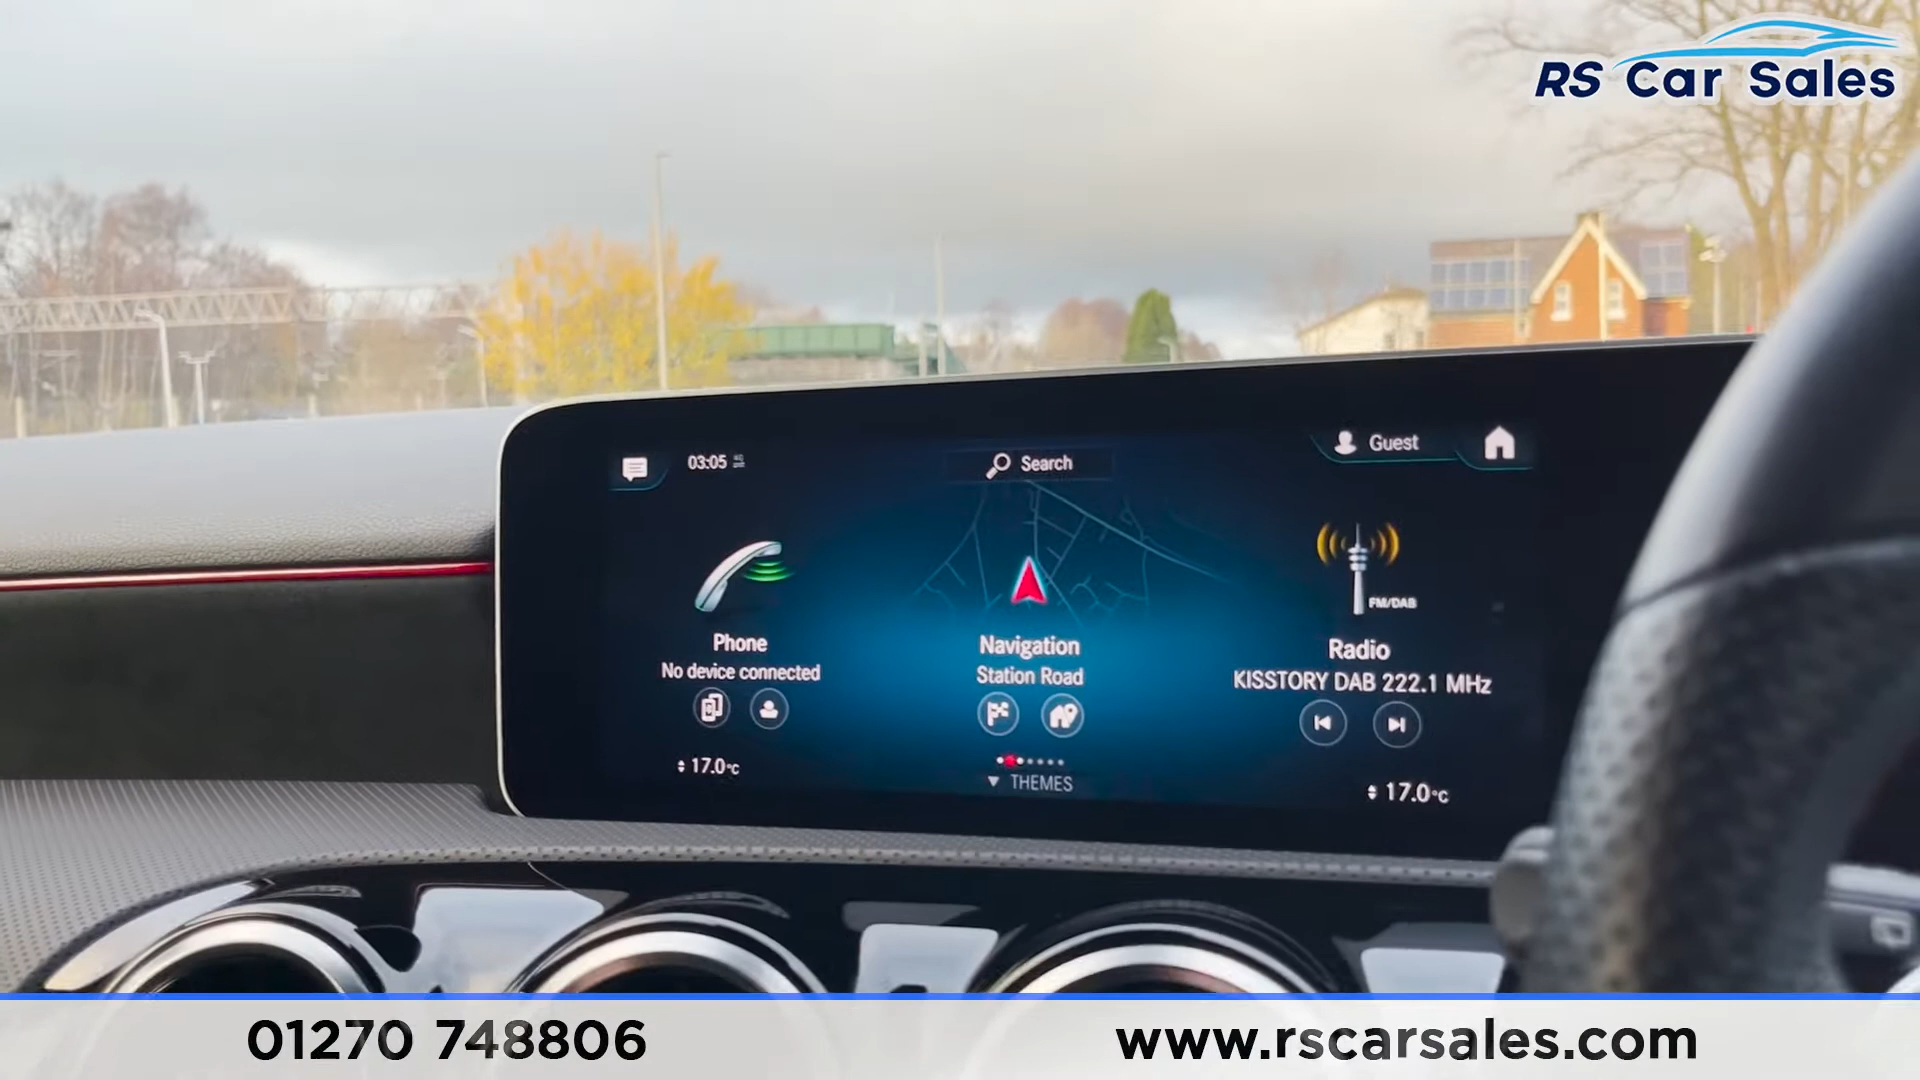 RS Car Sales
03:05
Search
Guest
FM/DAB
Phone
No device connected
Navigation
Station Road
Radio
KISSTORY DAB 222.1 MHz
17.0°C
THEMES
17.0°C
01270 748806
www.rscarsales.com